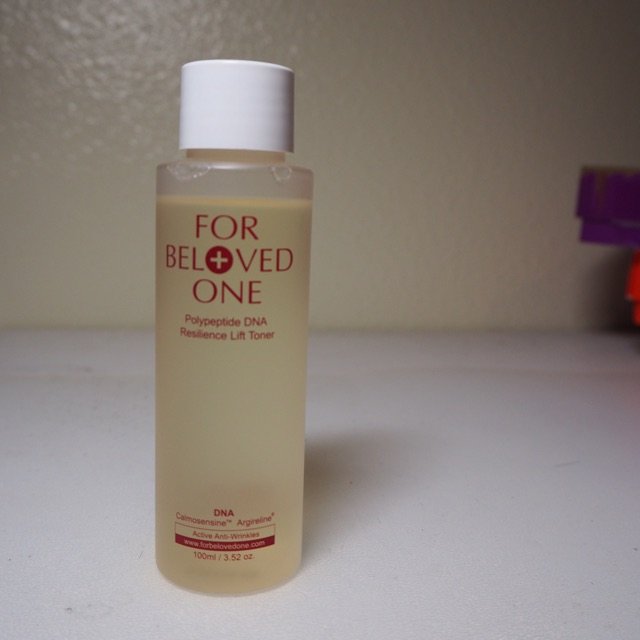 FOR
BELOVED
ONE
Polypeptide DNA
Resilience Lift Toner
DNA
Calmosensine™ Argireline®
Active Anti-Wrinkles
www.forbelovedone.com
100ml / 3.52 oz.